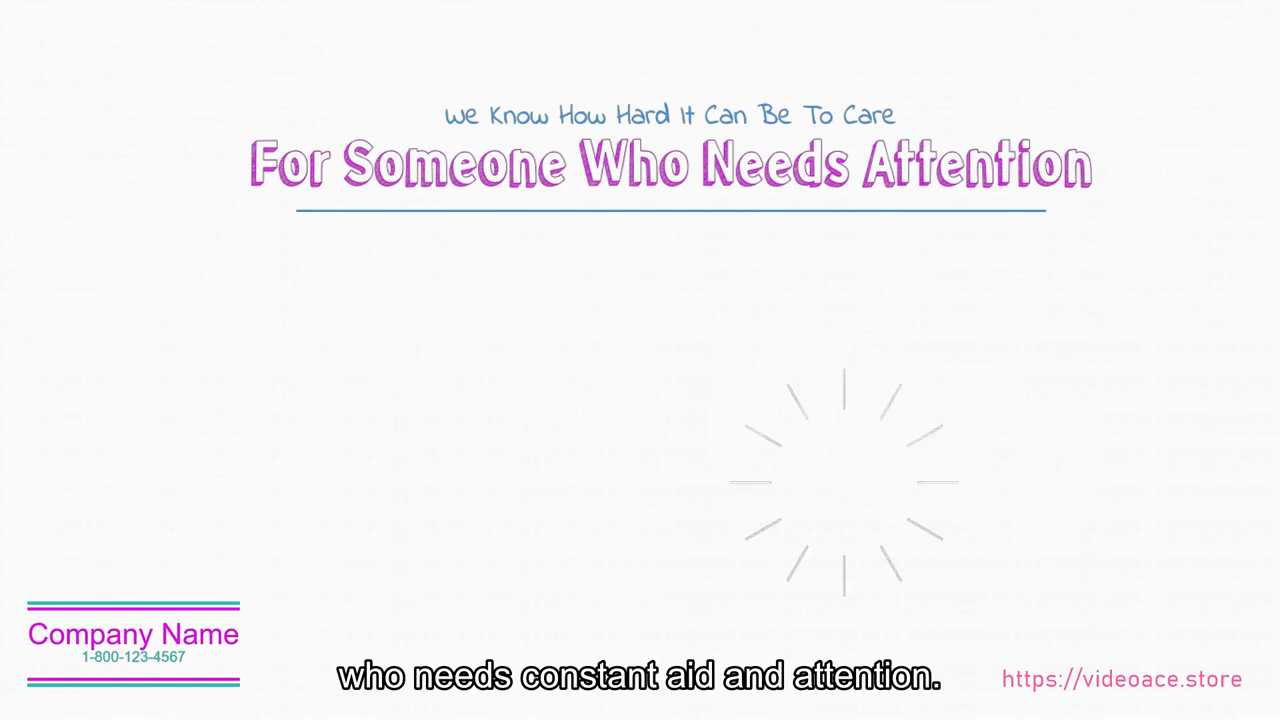 We Know How Hard It Can Be To Care
For Someone Who Needs Attention
Company Name
1-800-123-4567
who needs constant aid and attention.
https://videoace.store